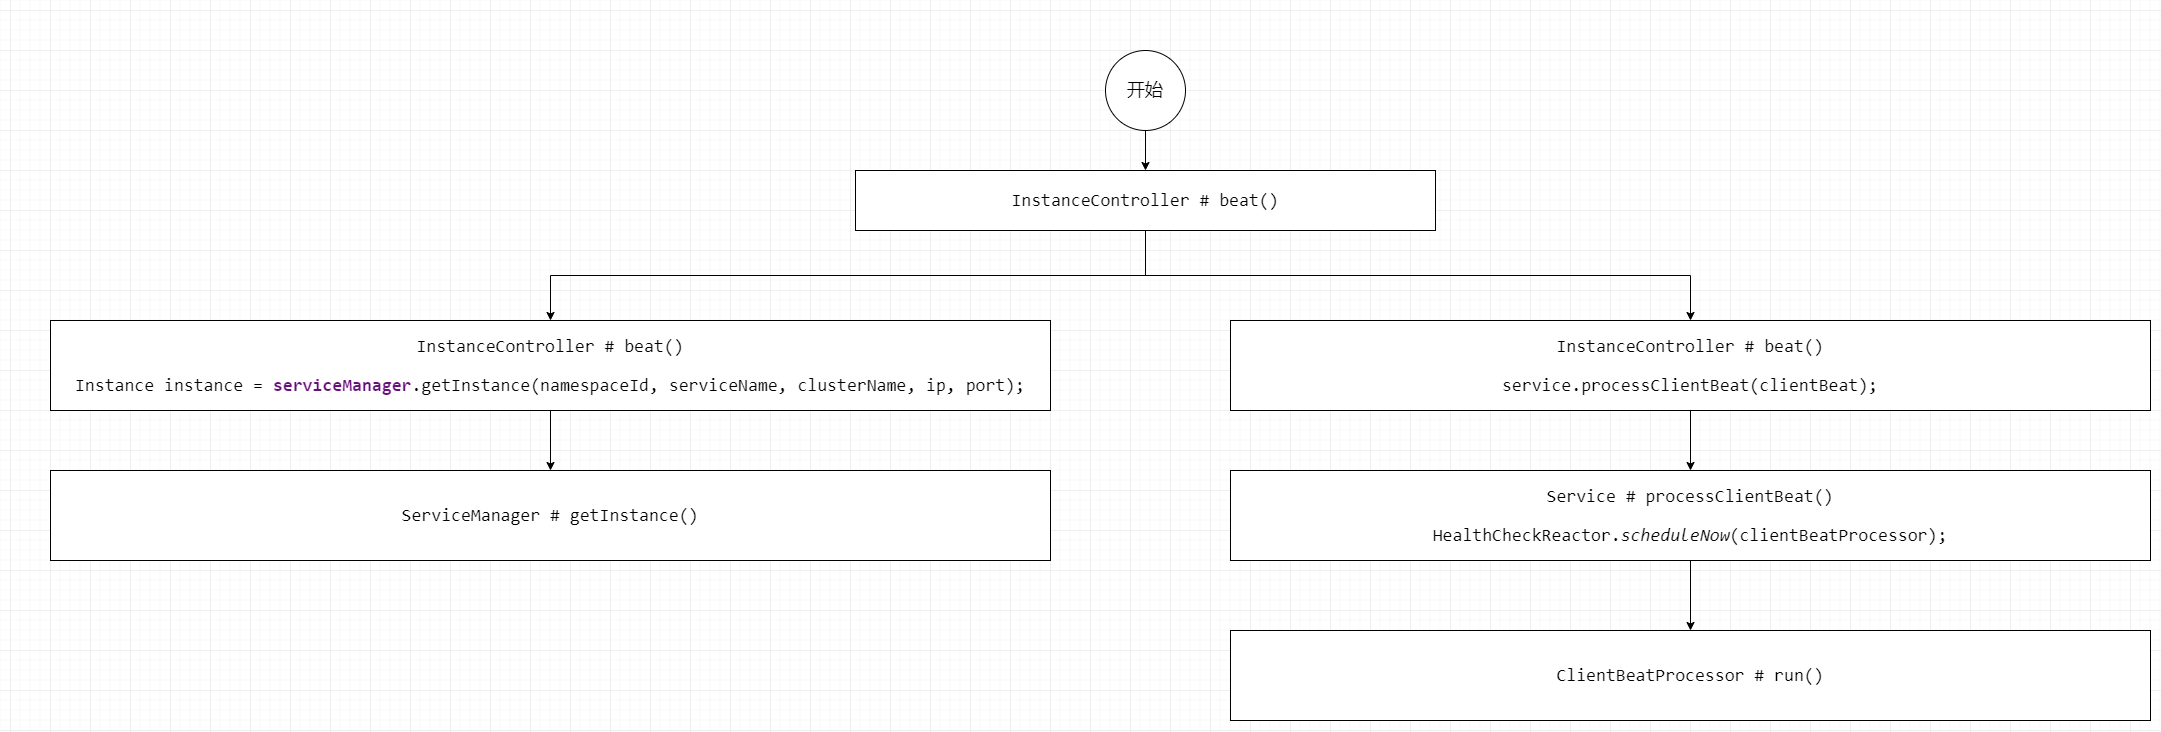 开始
InstanceController # beat()
InstanceController # beat()
Instance instance = serviceManager.getInstance(namespaceId, serviceName, clusterName, ip, port);
ServiceManager # getInstance()
InstanceController # beat()
service.processClientBeat(clientBeat);
Service # processClientBeat()
HealthCheckReactor.scheduleNow(clientBeatProcessor);
ClientBeatProcessor # run()